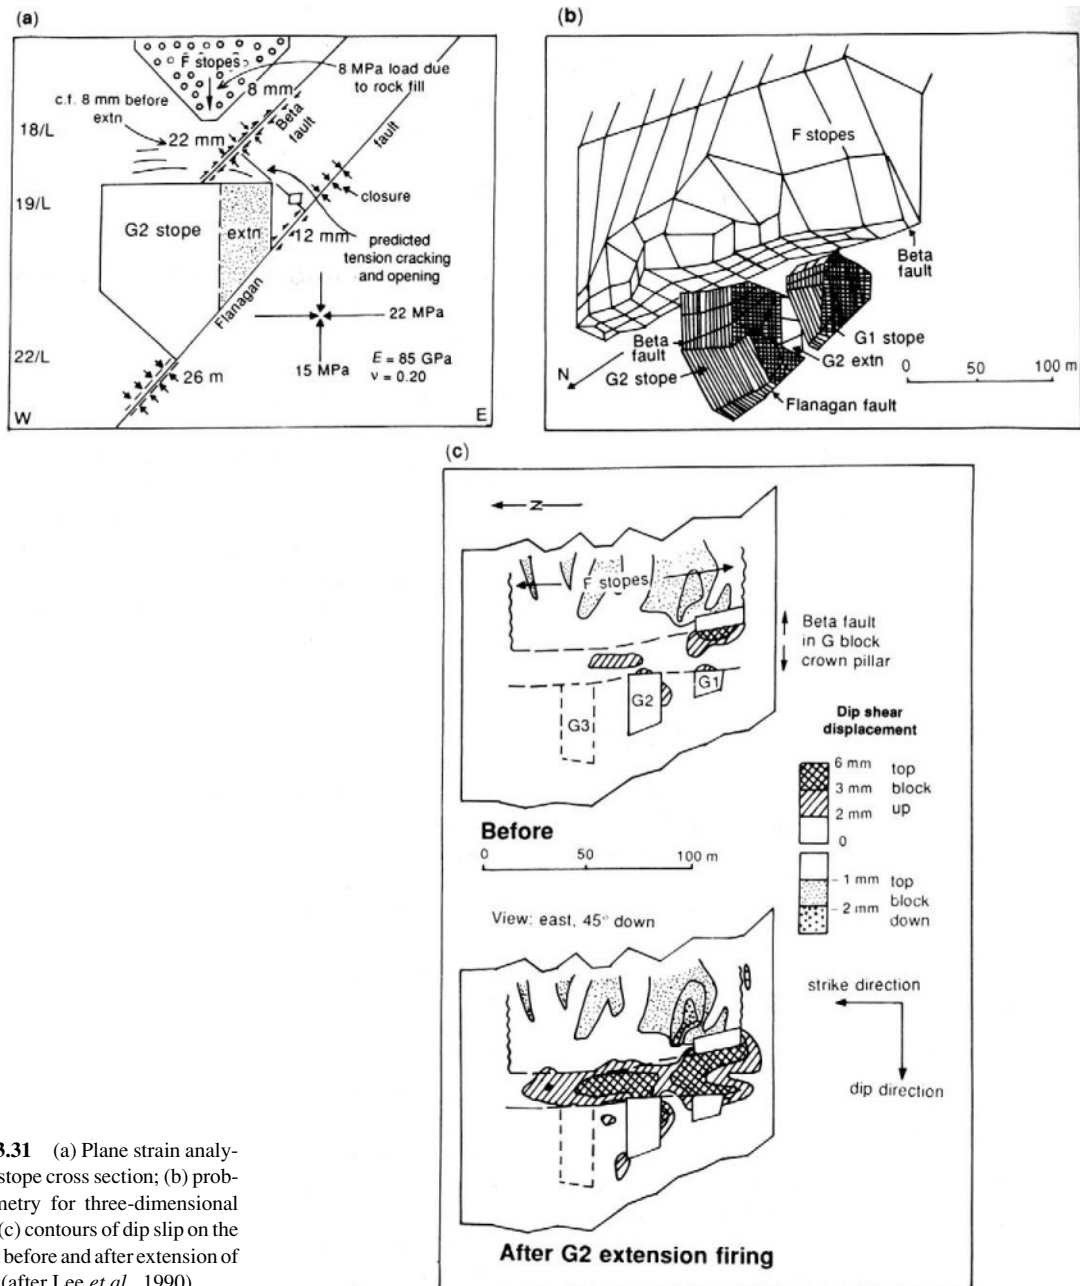 (a)
F stopes
8 MPa load due
to rock fill
c.f. 8 mm before
extn
8 mm
Beta
fault
fault
18/L
22 mm
19/L
closure
G2 stope
extn
12 mm
predicted
tension cracking
and opening
Flanagan
22 MPa
15 MPa
E = 85 GPa
ν = 0.20
22/L
26 m
W
E
(b)
F stopes
Beta
fault
G1 stope
Beta
fault
G2 extn
N
G2 stope
0 50 100 m
Flanagan fault
(c)
N
F stopes
Beta fault
in G block
crown pillar
G1
G2
G3
Dip shear
displacement
6 mm
3 mm
2 mm
0
top
block
up
- 1 mm
- 2 mm
top
block
down
Before
0 50 100 m
View: east, 45° down
strike direction
dip direction
After G2 extension firing
3.31 (a) Plane strain analy-
stope cross section; (b) prob-
metry for three-dimensional
(c) contours of dip slip on the
before and after extension of
(after Lee et al., 1990)